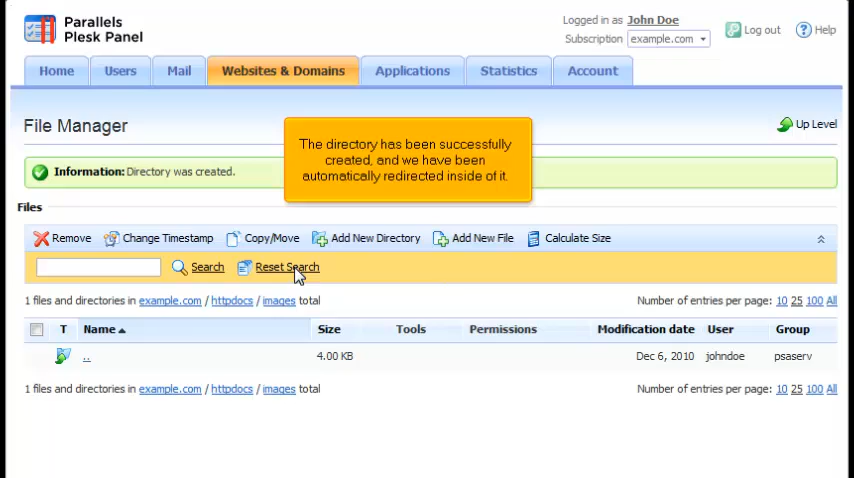 Parallels
Plesk Panel
Logged in as John Doe
Subscription example.com
Log out
Help
Home
Users
Mail
Websites & Domains
Applications
Statistics
Account
File Manager
Up Level
The directory has been successfully
created, and we have been
automatically redirected inside of it.
Information: Directory was created.
Files
Remove
Change Timestamp
Copy/Move
Add New Directory
Add New File
Calculate Size
Search
Reset Search
1 files and directories in example.com / httpdocs / images total
Number of entries per page: 10 25 100 All
T Name Size Tools Permissions Modification date User Group
.. 4.00 KB Dec 6, 2010 johndoe psaserv
1 files and directories in example.com / httpdocs / images total
Number of entries per page: 10 25 100 All